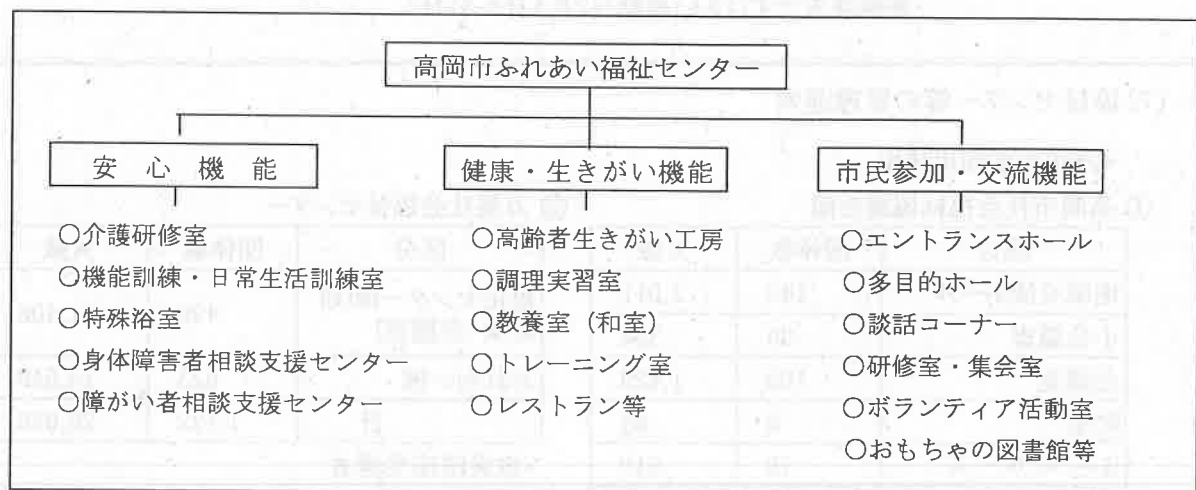 高岡市ふれあい福祉センター
安心機能
○介護研修室
○機能訓練・日常生活訓練室
○特殊浴室
○身体障害者相談支援センター
○障がい者相談支援センター
健康・生きがい機能
○高齢者生きがい工房
○調理実習室
○教養室（和室）
○トレーニング室
○レストラン等
市民参加・交流機能
○エントランスホール
○多目的ホール
○談話コーナー
○研修室・集会室
○ボランティア活動室
○おもちゃの図書館等